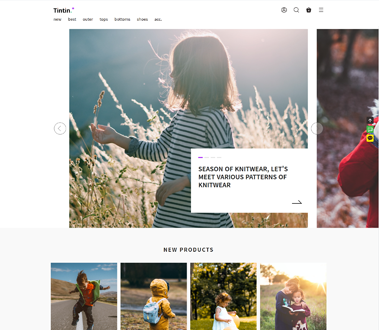 Tintin.
new best outer tops bottoms shoes acc.
SEASON OF KNITWEAR, LET'S
MEET VARIOUS PATTERNS OF
KNITWEAR
NEW PRODUCTS